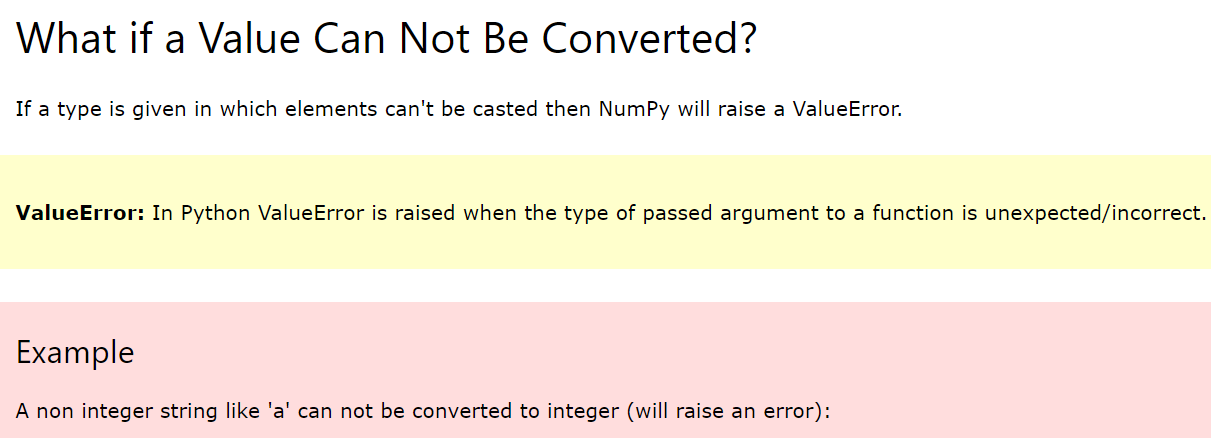 What if a Value Can Not Be Converted?
If a type is given in which elements can't be casted then NumPy will raise a ValueError.
ValueError: In Python ValueError is raised when the type of passed argument to a function is unexpected/incorrect.
Example
A non integer string like 'a' can not be converted to integer (will raise an error):